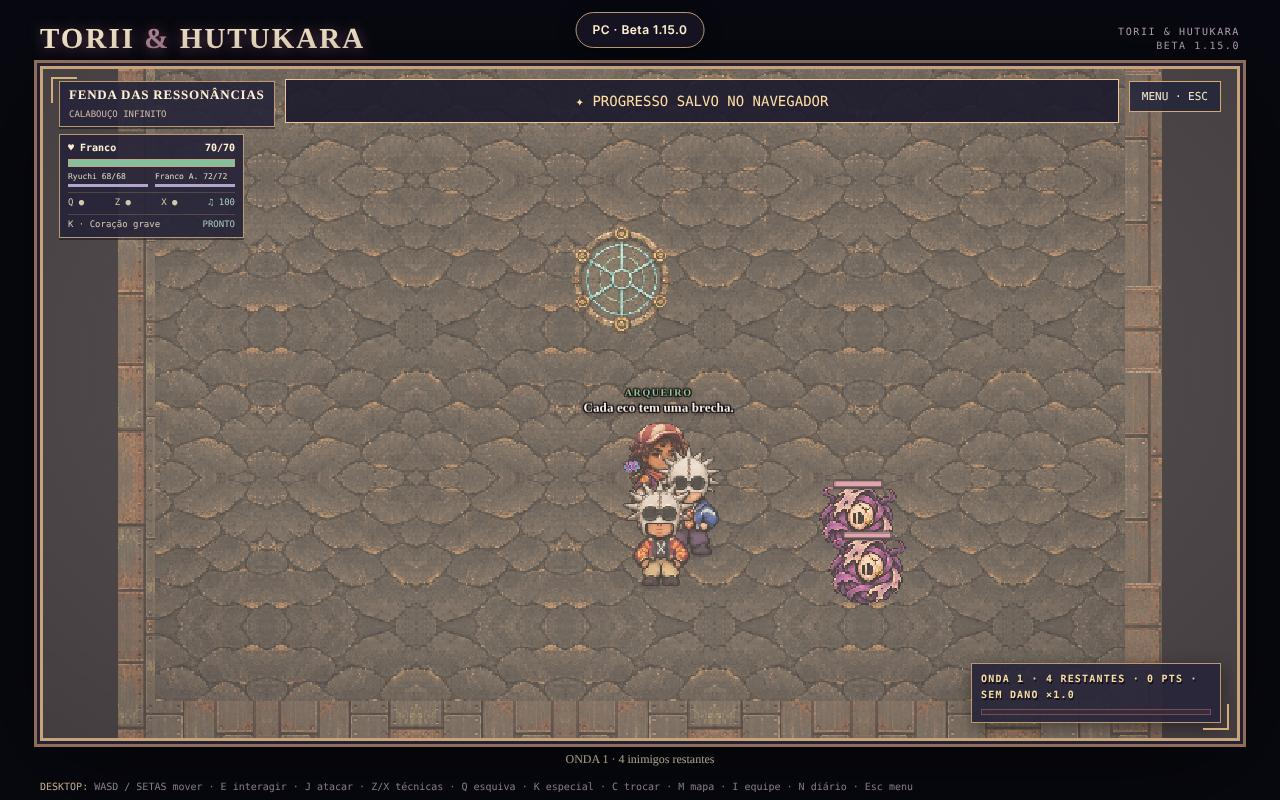 TORII & HUTUKARA
PC · Beta 1.15.0
TORII & HUTUKARA
BETA 1.15.0
FENDA DAS RESSONÂNCIAS
CALABOUÇO INFINITO
✦ PROGRESSO SALVO NO NAVEGADOR
MENU · ESC
♥ Franco 70/70
Ryuchi 68/68 Franco A. 72/72
Q ● Z ● X ● ♫ 100
K · Coração grave PRONTO
ARQUEIRO
Cada eco tem uma brecha.
ONDA 1 · 4 RESTANTES · 0 PTS ·
SEM DANO ×1.0
ONDA 1 · 4 inimigos restantes
DESKTOP: WASD / SETAS mover · E interagir · J atacar · Z/X técnicas · Q esquiva · K especial · C trocar · M mapa · I equipe · N diário · Esc menu